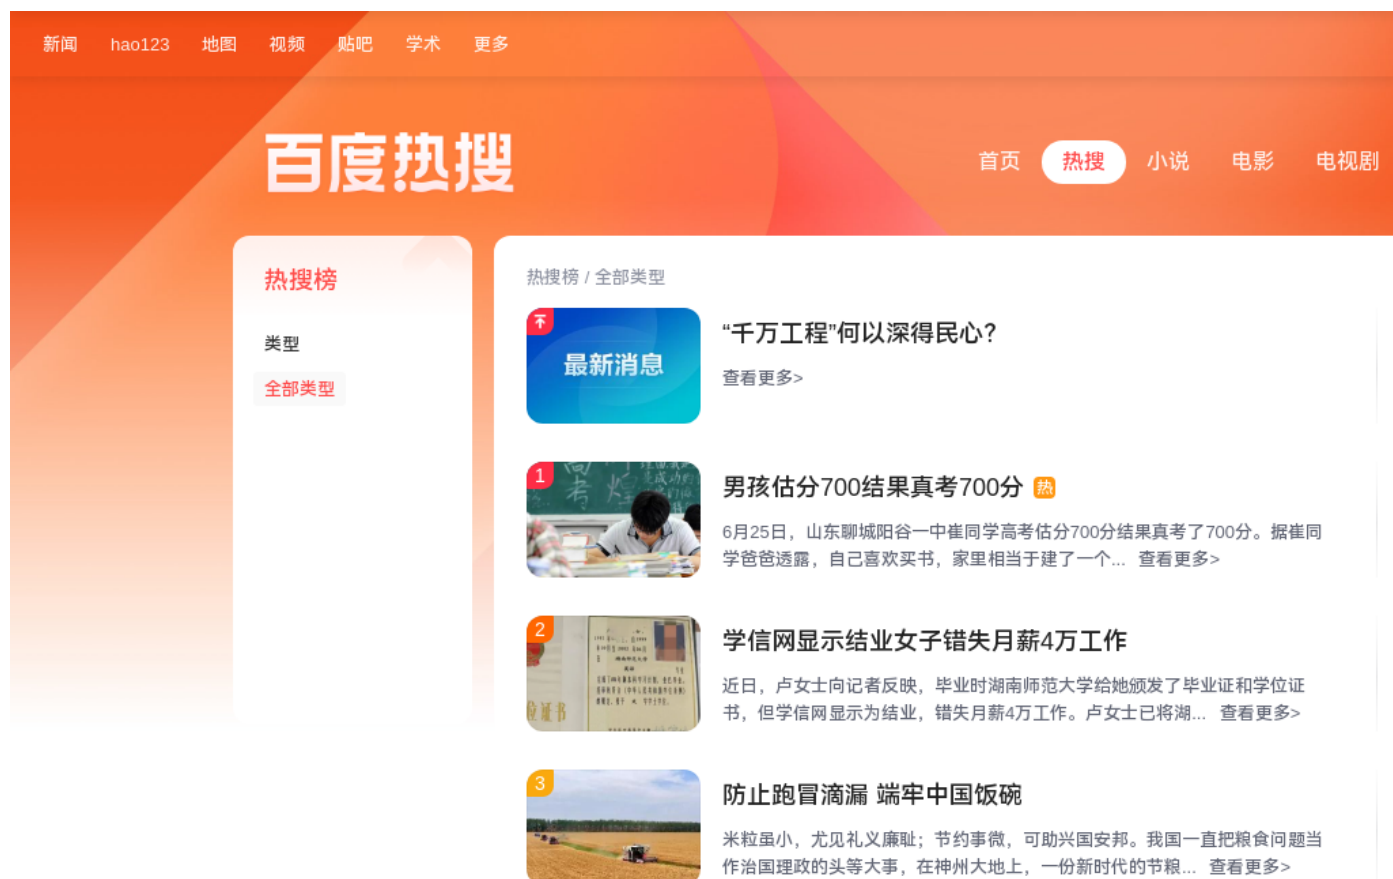 新闻 hao123 地图 视频 贴吧 学术 更多
百度热搜
首页 热搜 小说 电影 电视剧
热搜榜
类型
全部类型
热搜榜 / 全部类型
最新消息
“千万工程”何以深得民心？
查看更多>
1
男孩估分700结果真考700分 热
6月25日，山东聊城阳谷一中崔同学高考估分700分结果真考了700分。据崔同
学爸爸透露，自己喜欢买书，家里相当于建了一个... 查看更多>
2
学信网显示结业女子错失月薪4万工作
近日，卢女士向记者反映，毕业时湖南师范大学给她颁发了毕业证和学位证
书，但学信网显示为结业，错失月薪4万工作。卢女士已将湖... 查看更多>
3
防止跑冒滴漏 端牢中国饭碗
米粒虽小，尤见礼义廉耻；节约事微，可助兴国安邦。我国一直把粮食问题当
作治国理政的头等大事，在神州大地上，一份新时代的节粮... 查看更多>